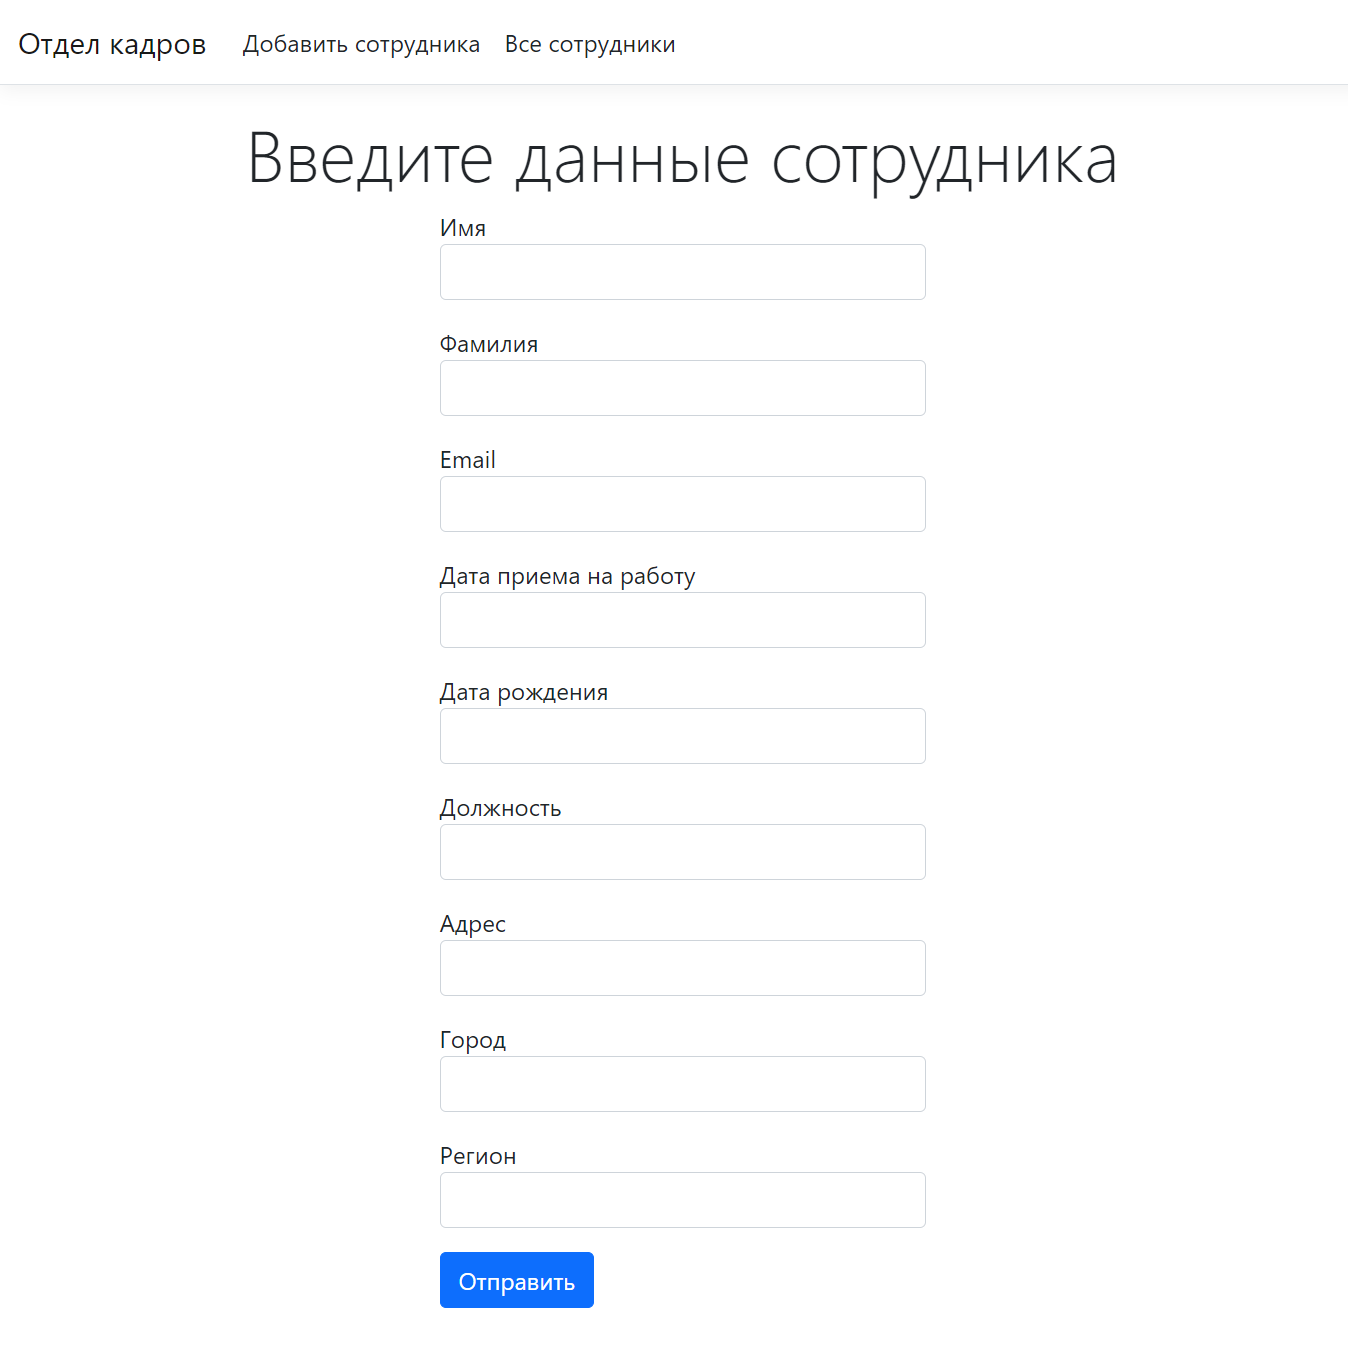 Отдел кадров Добавить сотрудника Все сотрудники
Введите данные сотрудника
Имя
Фамилия
Email
Дата приема на работу
Дата рождения
Должность
Адрес
Город
Регион
Отправить